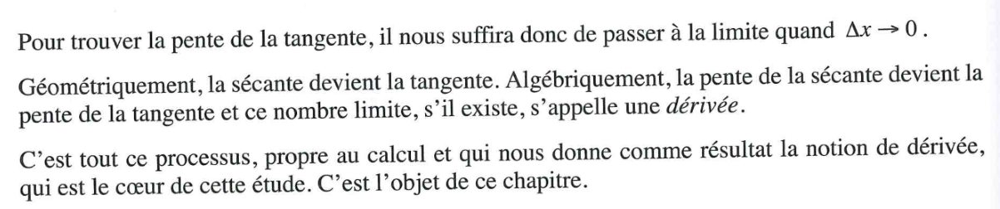 Pour trouver la pente de la tangente, il nous suffira donc de passer à la limite quand Δx → 0.
Géométriquement, la sécante devient la tangente. Algébriquement, la pente de la sécante devient la
pente de la tangente et ce nombre limite, s’il existe, s’appelle une dérivée.
C’est tout ce processus, propre au calcul et qui nous donne comme résultat la notion de dérivée,
qui est le cœur de cette étude. C’est l’objet de ce chapitre.